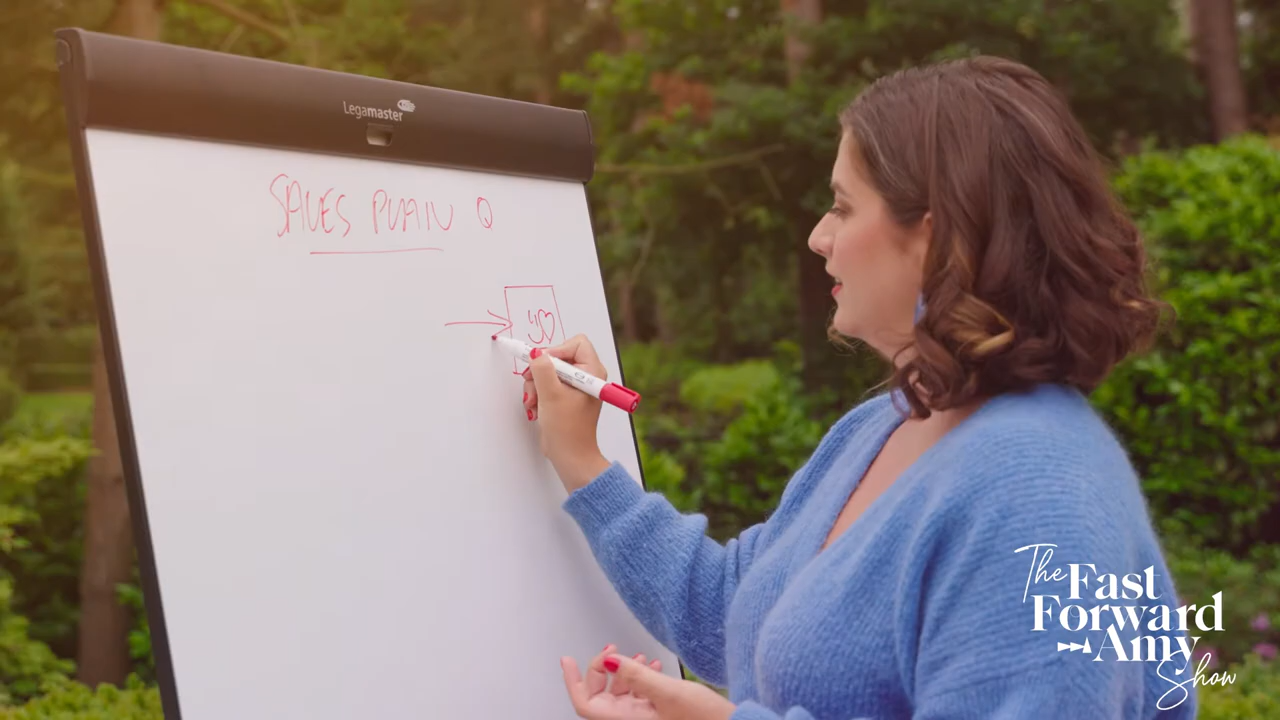 Legamaster
SALES PLAN Q
The Fast
Forward
Amy
Show